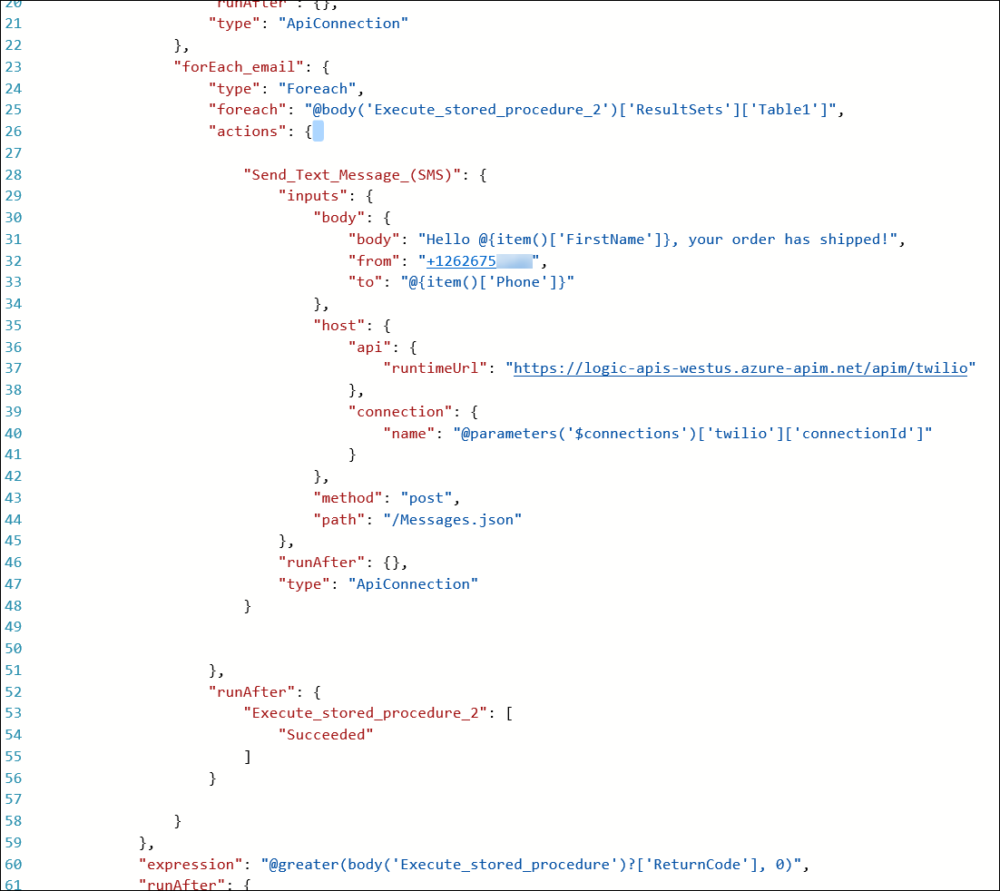 20 "runAfter": {},
21 "type": "ApiConnection"
22 },
23 "forEach_email": {
24 "type": "Foreach",
25 "foreach": "@body('Execute_stored_procedure_2')['ResultSets']['Table1']",
26 "actions": {
27
28 "Send_Text_Message_(SMS)": {
29 "inputs": {
30 "body": {
31 "body": "Hello @{item()['FirstName']}, your order has shipped!",
32 "from": "+1262675",
33 "to": "@{item()['Phone']}"
34 },
35 "host": {
36 "api": {
37 "runtimeUrl": "https://logic-apis-westus.azure-apim.net/apim/twilio"
38 },
39 "connection": {
40 "name": "@parameters('$connections')['twilio']['connectionId']"
41 }
42 },
43 "method": "post",
44 "path": "/Messages.json"
45 },
46 "runAfter": {},
47 "type": "ApiConnection"
48 }
49
50
51 },
52 "runAfter": {
53 "Execute_stored_procedure_2": [
54 "Succeeded"
55 ]
56 }
57
58 }
59 },
60 "expression": "@greater(body('Execute_stored_procedure')?['ReturnCode'], 0)",
61 "runAfter": {